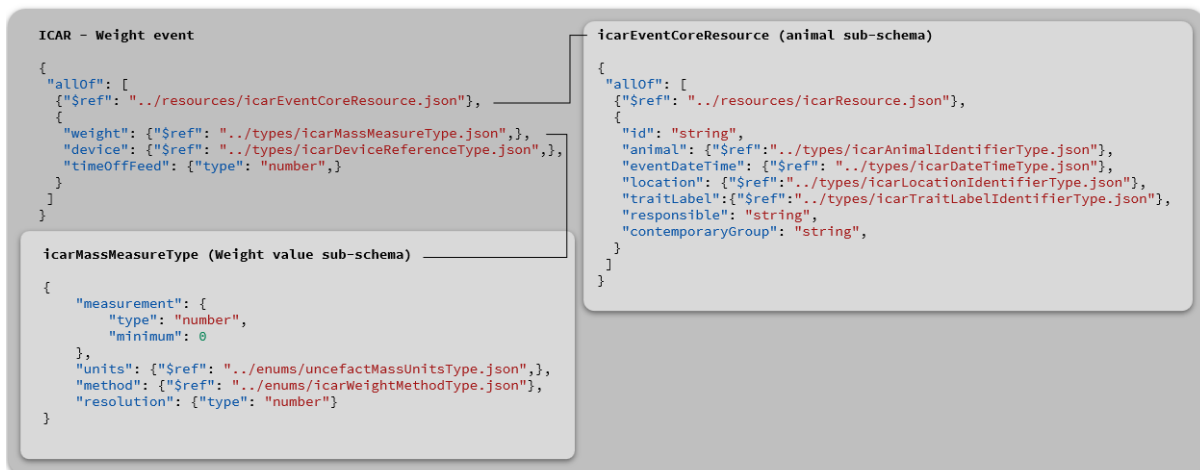 ICAR - Weight event
{
 "allOf": [
  {"$ref": "../resources/icarEventCoreResource.json"},
  {
   "weight": {"$ref": "../types/icarMassMeasureType.json",},
   "device": {"$ref": "../types/icarDeviceReferenceType.json",},
   "timeOffFeed": {"type": "number",}
  }
 ]
}
icarMassMeasureType (Weight value sub-schema)
{
    "measurement": {
        "type": "number",
        "minimum": 0
    },
    "units": {"$ref": "../enums/uncefactMassUnitsType.json",},
    "method": {"$ref": "../enums/icarWeightMethodType.json"},
    "resolution": {"type": "number"}
}
icarEventCoreResource (animal sub-schema)
{
 "allOf": [
  {"$ref": "../resources/icarResource.json"},
  {
   "id": "string",
   "animal": {"$ref":"../types/icarAnimalIdentifierType.json"},
   "eventDateTime": {"$ref": "../types/icarDateTimeType.json"},
   "location": {"$ref":"../types/icarLocationIdentifierType.json"},
   "traitLabel":{"$ref":"../types/icarTraitLabelIdentifierType.json"},
   "responsible": "string",
   "contemporaryGroup": "string",
  }
 ]
}